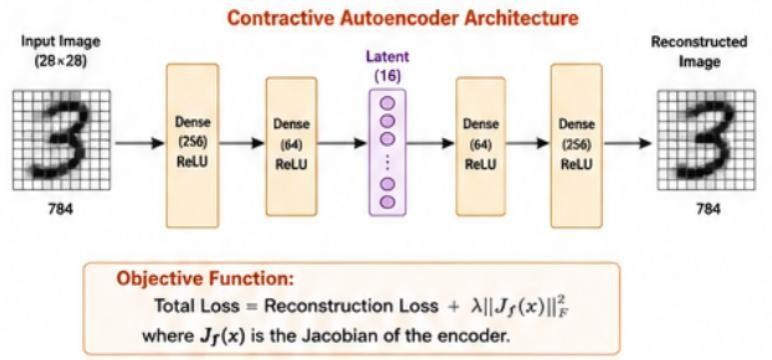 Contractive Autoencoder Architecture
Input Image
(28×28)
784
Dense
(256)
ReLU
Dense
(64)
ReLU
Latent
(16)
Dense
(64)
ReLU
Dense
(256)
ReLU
Reconstructed
Image
784
Objective Function:
Total Loss = Reconstruction Loss + λ||J_f(x)||²_F
where J_f(x) is the Jacobian of the encoder.